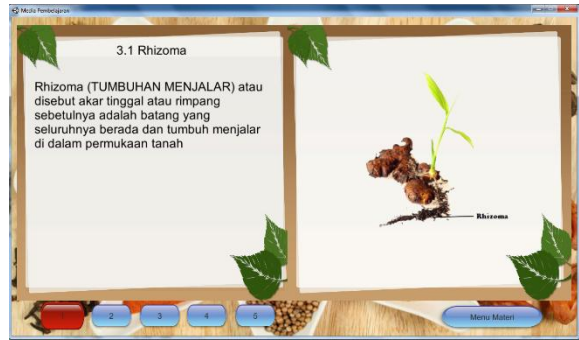 Media Pembelajaran
3.1 Rhizoma
Rhizoma (TUMBUHAN MENJALAR) atau
disebut akar tinggal atau rimpang
sebetulnya adalah batang yang
seluruhnya berada dan tumbuh menjalar
di dalam permukaan tanah
Rhizoma
1
2
3
4
5
Menu Materi